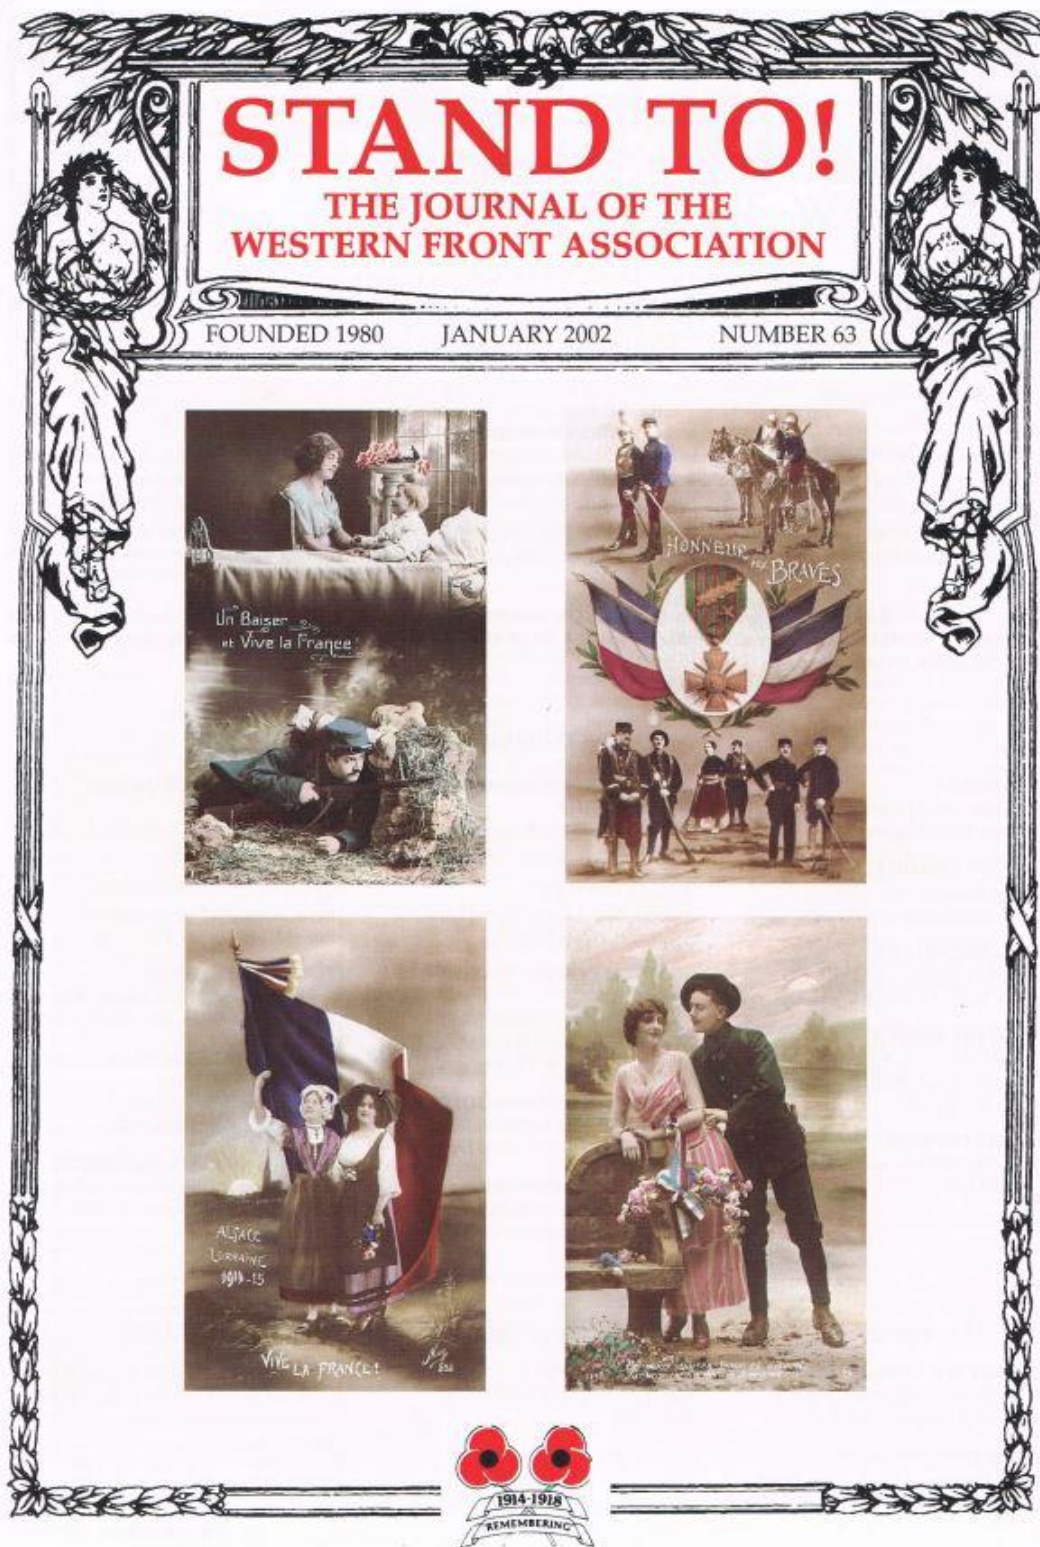 STAND TO!
THE JOURNAL OF THE
WESTERN FRONT ASSOCIATION
FOUNDED 1980 JANUARY 2002 NUMBER 63
Un Baiser
et Vive la France
HONNEUR
AUX BRAVES
ALSACE
LORRAINE
1914-15
VIVE LA FRANCE!
1914-1918
REMEMBERING